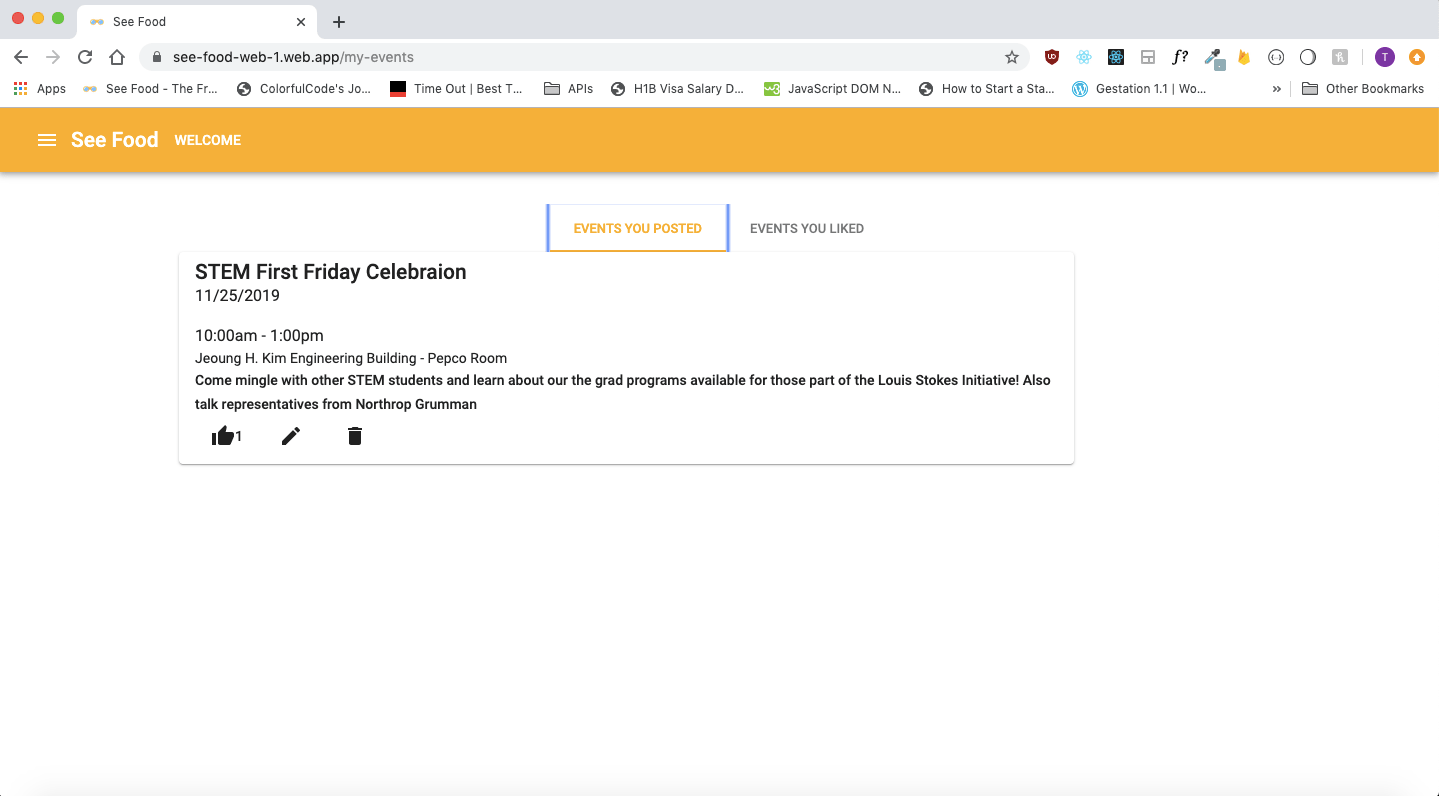 See Food
see-food-web-1.web.app/my-events
f?
T
Apps
See Food - The Fr...
ColorfulCode's Jo...
Time Out | Best T...
APIs
H1B Visa Salary D...
JavaScript DOM N...
How to Start a Sta...
Gestation 1.1 | Wo...
»
Other Bookmarks
See Food WELCOME
EVENTS YOU POSTED EVENTS YOU LIKED
STEM First Friday Celebraion
11/25/2019
10:00am - 1:00pm
Jeoung H. Kim Engineering Building - Pepco Room
Come mingle with other STEM students and learn about our the grad programs available for those part of the Louis Stokes Initiative! Also
talk representatives from Northrop Grumman
1